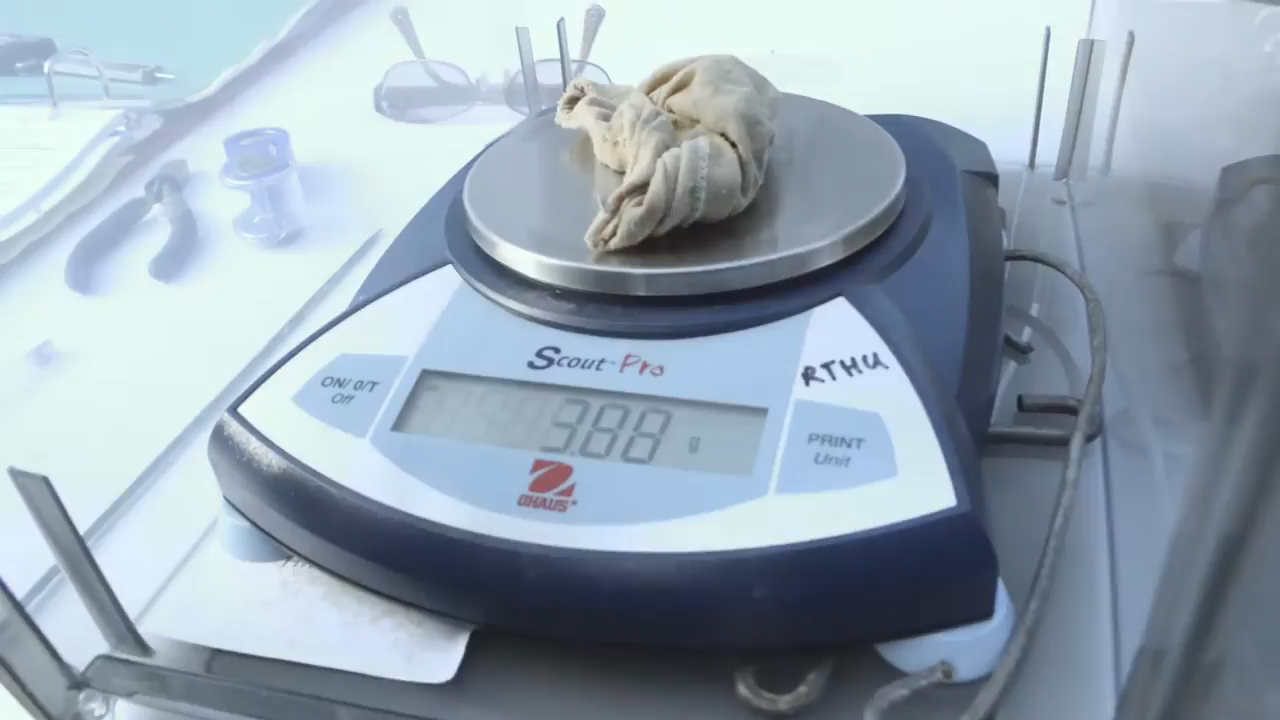 Scout-Pro
RTHU
ON/ 0/T
Off
3.88 g
PRINT
Unit
OHAUS